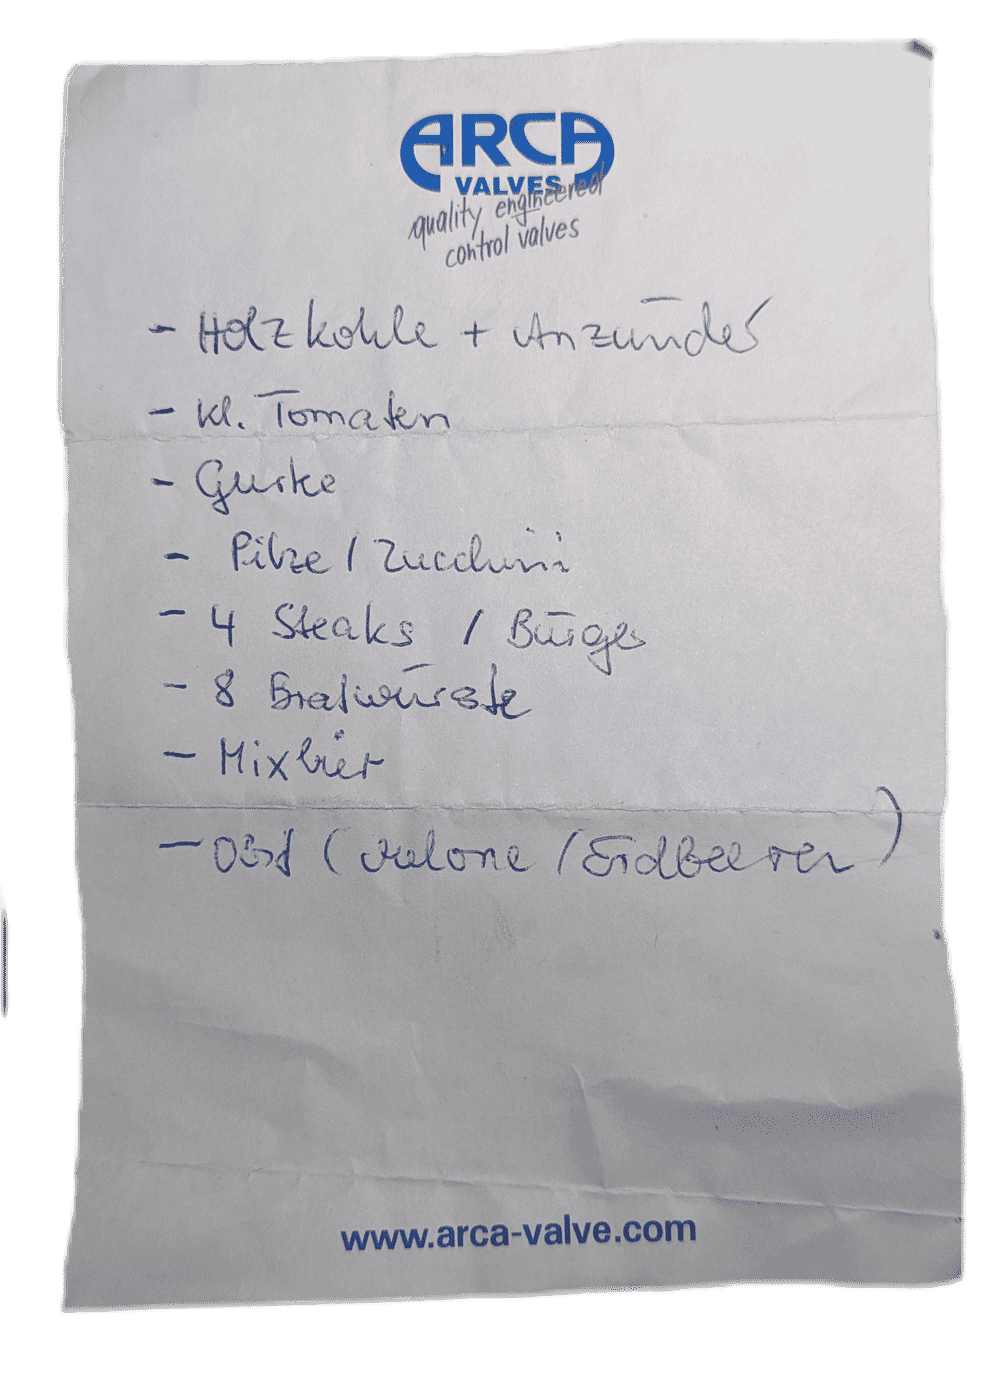 ARCA
VALVES
quality engineered
control valves
- Holzkohle + Anzünder
- kl. Tomaten
- Gurke
- Pilze / Zucchini
- 4 Steaks / Burger
- 8 Bratwürste
- Mixbier
- Obst (Melone / Erdbeeren)
www.arca-valve.com